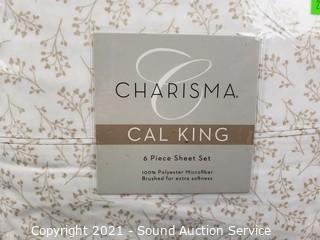 C
CHARISMA.
CAL KING
6 Piece Sheet Set
100% Polyester Microfiber
Brushed for extra softness
Copyright 2021 - Sound Auction Service